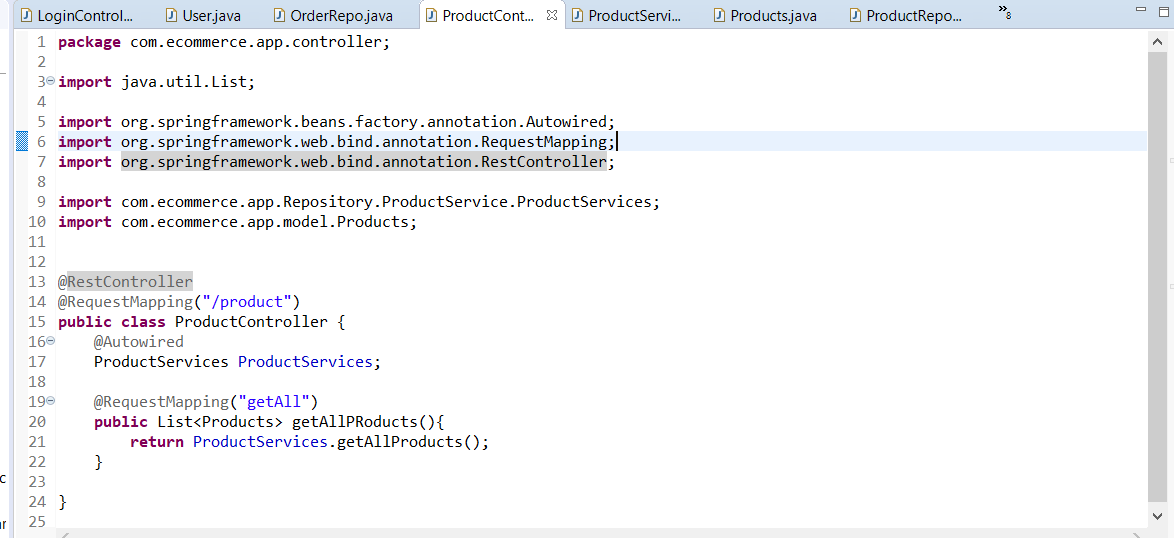 LoginControl... User.java OrderRepo.java ProductCont... ProductServi... Products.java ProductRepo... »8
1 package com.ecommerce.app.controller;
2
3 import java.util.List;
4
5 import org.springframework.beans.factory.annotation.Autowired;
6 import org.springframework.web.bind.annotation.RequestMapping;
7 import org.springframework.web.bind.annotation.RestController;
8
9 import com.ecommerce.app.Repository.ProductService.ProductServices;
10 import com.ecommerce.app.model.Products;
11
12
13 @RestController
14 @RequestMapping("/product")
15 public class ProductController {
16 @Autowired
17 ProductServices ProductServices;
18
19 @RequestMapping("getAll")
20 public List<Products> getAllPRoducts(){
21 return ProductServices.getAllProducts();
22 }
23
24 }
25